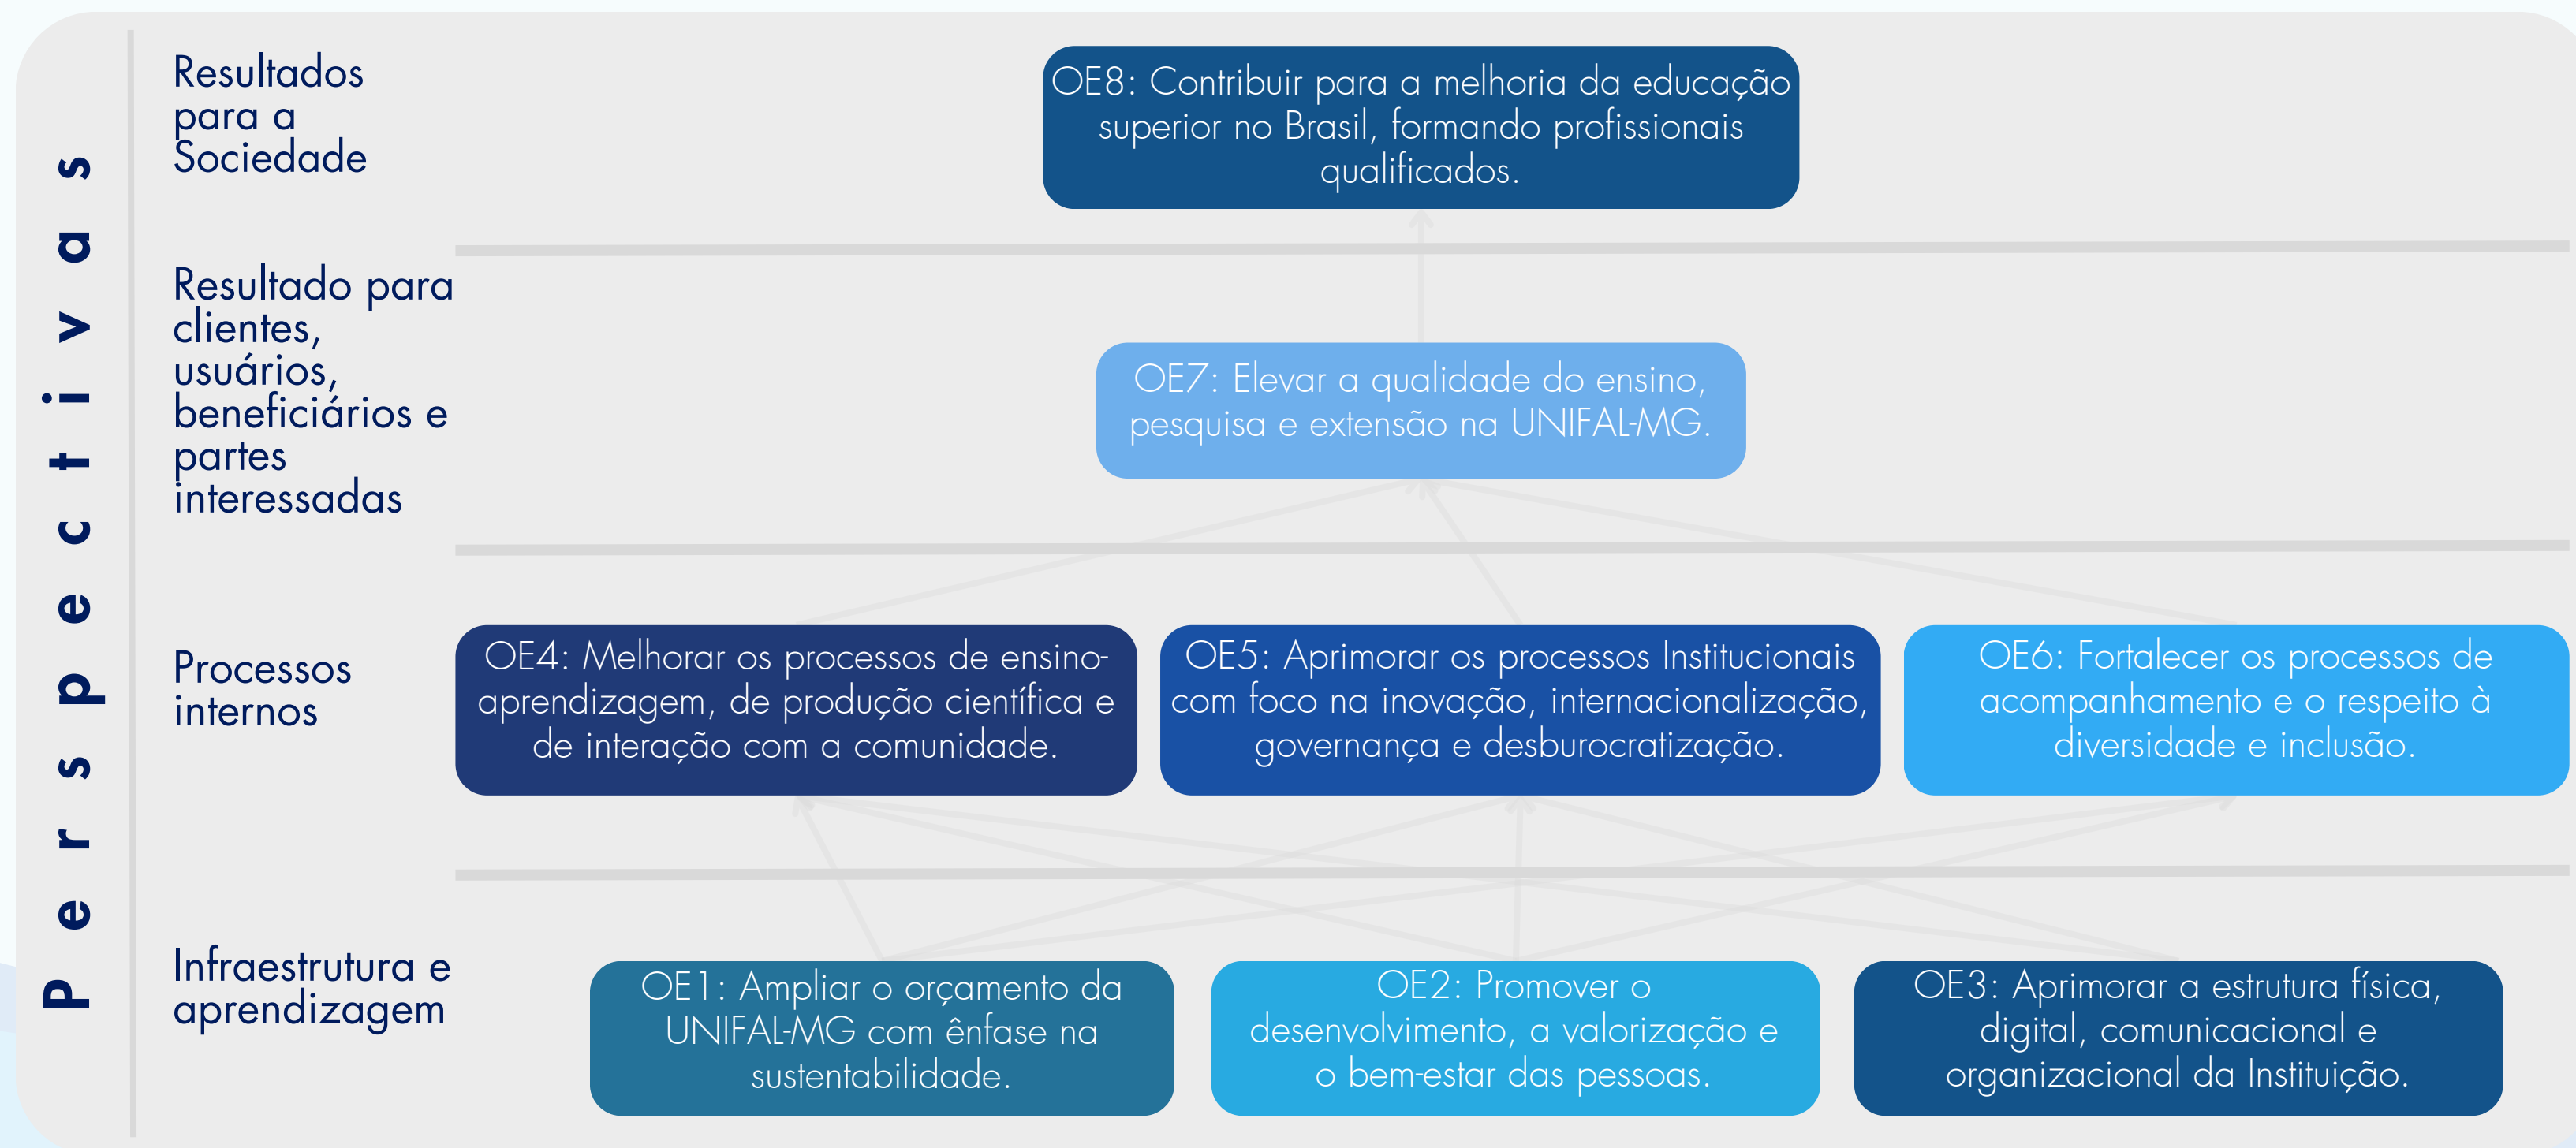 Perspectivas
Resultados
para a
Sociedade
OE8: Contribuir para a melhoria da educação
superior no Brasil, formando profissionais
qualificados.
Resultado para
clientes,
usuários,
beneficiários e
partes
interessadas
OE7: Elevar a qualidade do ensino,
pesquisa e extensão na UNIFAL-MG.
Processos
internos
OE4: Melhorar os processos de ensino-
aprendizagem, de produção científica e
de interação com a comunidade.
OE5: Aprimorar os processos Institucionais
com foco na inovação, internacionalização,
governança e desburocratização.
OE6: Fortalecer os processos de
acompanhamento e o respeito à
diversidade e inclusão.
Infraestrutura e
aprendizagem
OE1: Ampliar o orçamento da
UNIFAL-MG com ênfase na
sustentabilidade.
OE2: Promover o
desenvolvimento, a valorização e
o bem-estar das pessoas.
OE3: Aprimorar a estrutura física,
digital, comunicacional e
organizacional da Instituição.